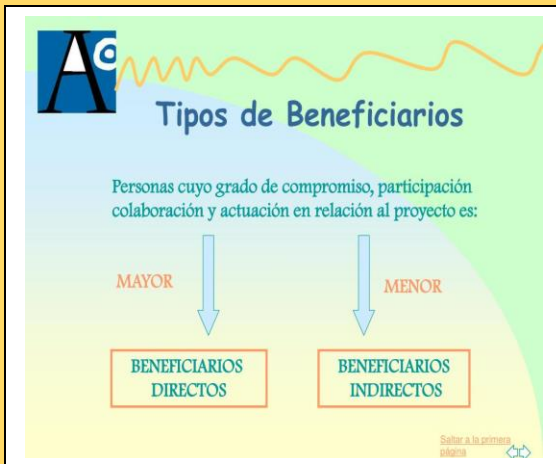 Tipos de Beneficiarios
Personas cuyo grado de compromiso, participación
colaboración y actuación en relación al proyecto es:
MAYOR
MENOR
BENEFICIARIOS
DIRECTOS
BENEFICIARIOS
INDIRECTOS
Saltar a la primera
página